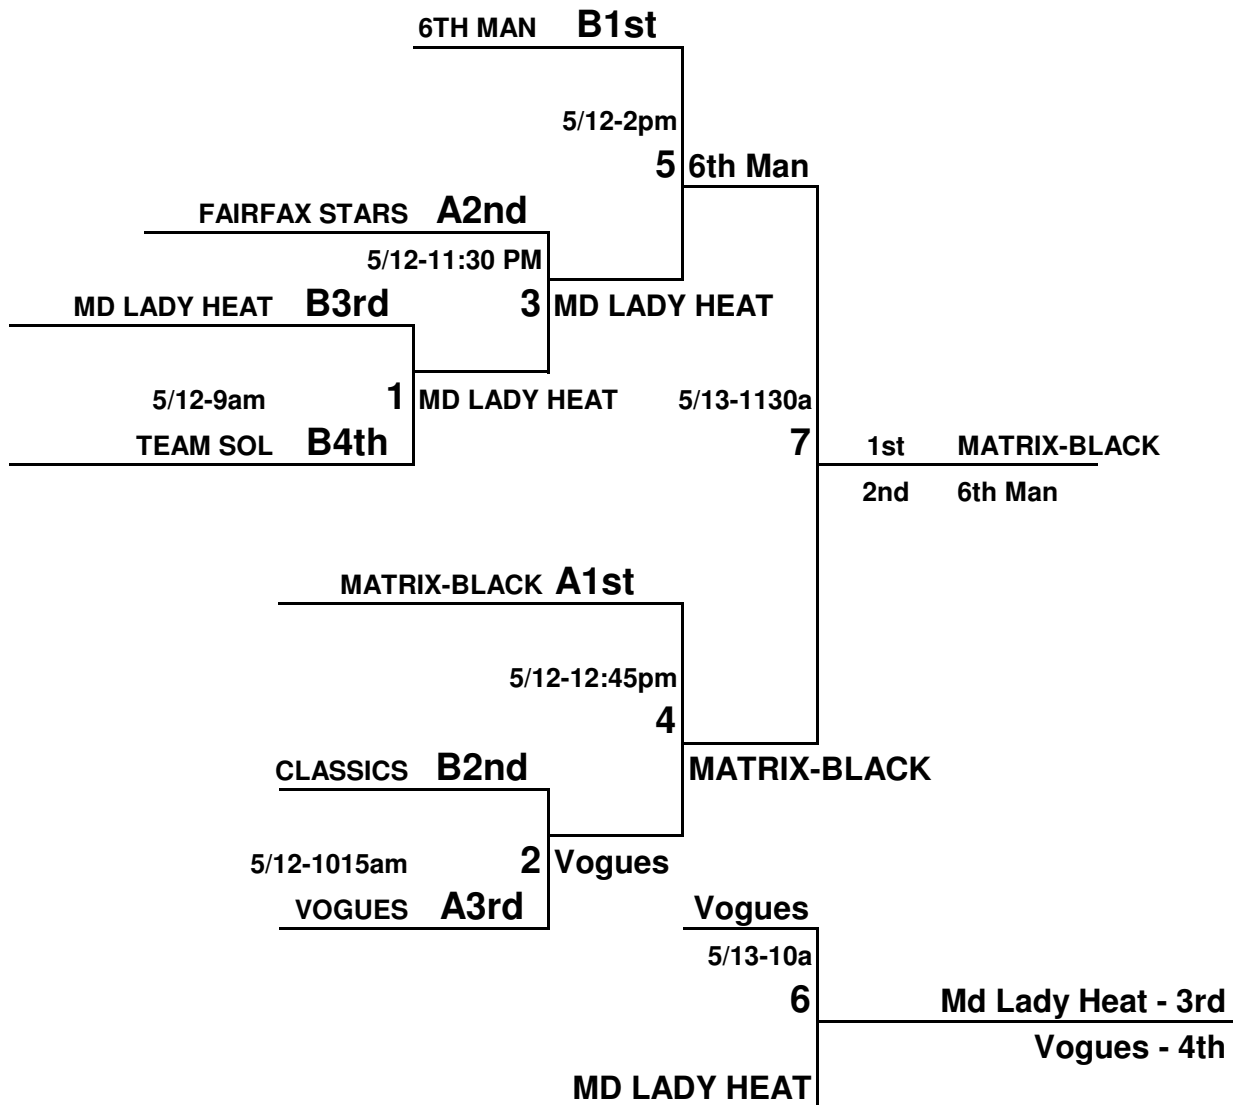 6TH MAN B1st
5/12-2pm
5 6th Man
FAIRFAX STARS A2nd
5/12-11:30 PM
MD LADY HEAT B3rd 3 MD LADY HEAT
5/12-9am 1 MD LADY HEAT 5/13-1130a
TEAM SOL B4th 7 1st MATRIX-BLACK
2nd 6th Man
MATRIX-BLACK A1st
5/12-12:45pm
4
CLASSICS B2nd MATRIX-BLACK
5/12-1015am 2 Vogues
VOGUES A3rd Vogues
5/13-10a
6 Md Lady Heat - 3rd
Vogues - 4th
MD LADY HEAT